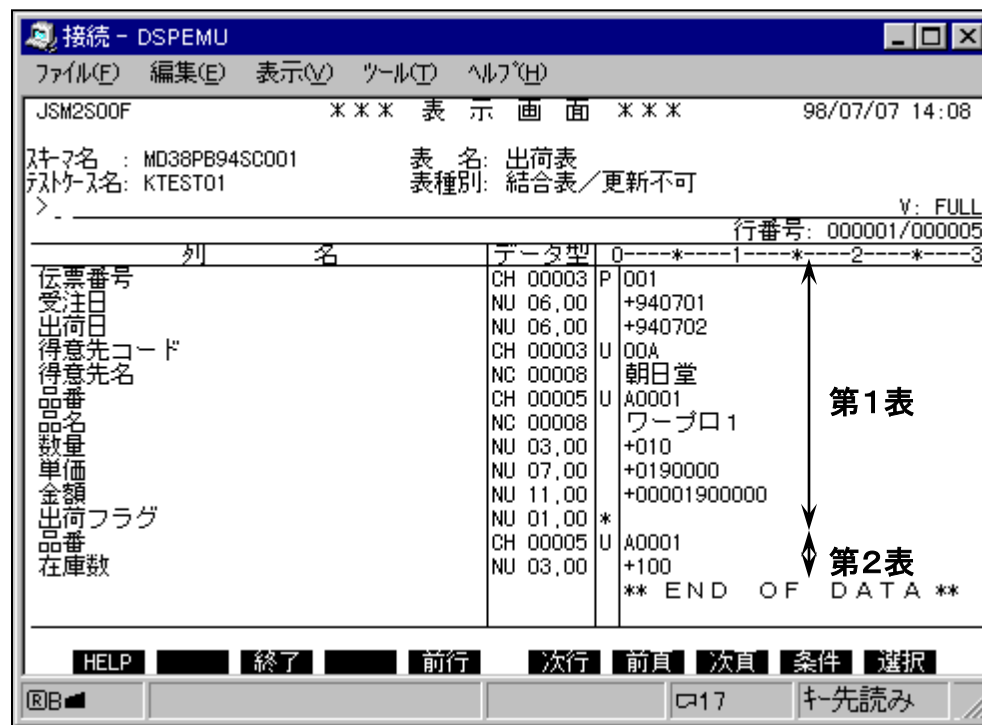 接続 - DSPEMU
ﾌｧｲﾙ(F) 編集(E) 表示(V) ﾂｰﾙ(T) ﾍﾙﾌﾟ(H)
JSM2S00F ＊＊＊ 表 示 画 面 ＊＊＊ 98/07/07 14:08
ｽｷｰﾏ名 : MD38PB94SC001 表 名: 出荷表
ﾃｽﾄｹｰｽ名: KTEST01 表種別: 結合表／更新不可
>_ V: FULL
行番号: 000001/000005
列 名 データ型 0----*----1----*----2----*----3
伝票番号 CH 00003 P 001
受注日 NU 06,00 +940701
出荷日 NU 06,00 +940702
得意先コード CH 00003 U 00A
得意先名 NC 00008 朝日堂
品番 CH 00005 U A0001
品名 NC 00008 ワープロ１
数量 NU 03,00 +010
単価 NU 07,00 +0190000
金額 NU 11,00 +00001900000
出荷フラグ NU 01,00 *
品番 CH 00005 U A0001
在庫数 NU 03,00 +100
** ＥＮＤ ＯＦ ＤＡＴＡ **
第１表
第２表
HELP 終了 前行 次行 前頁 次頁 条件 選択
ⓇB 17 ｷｰ先読み